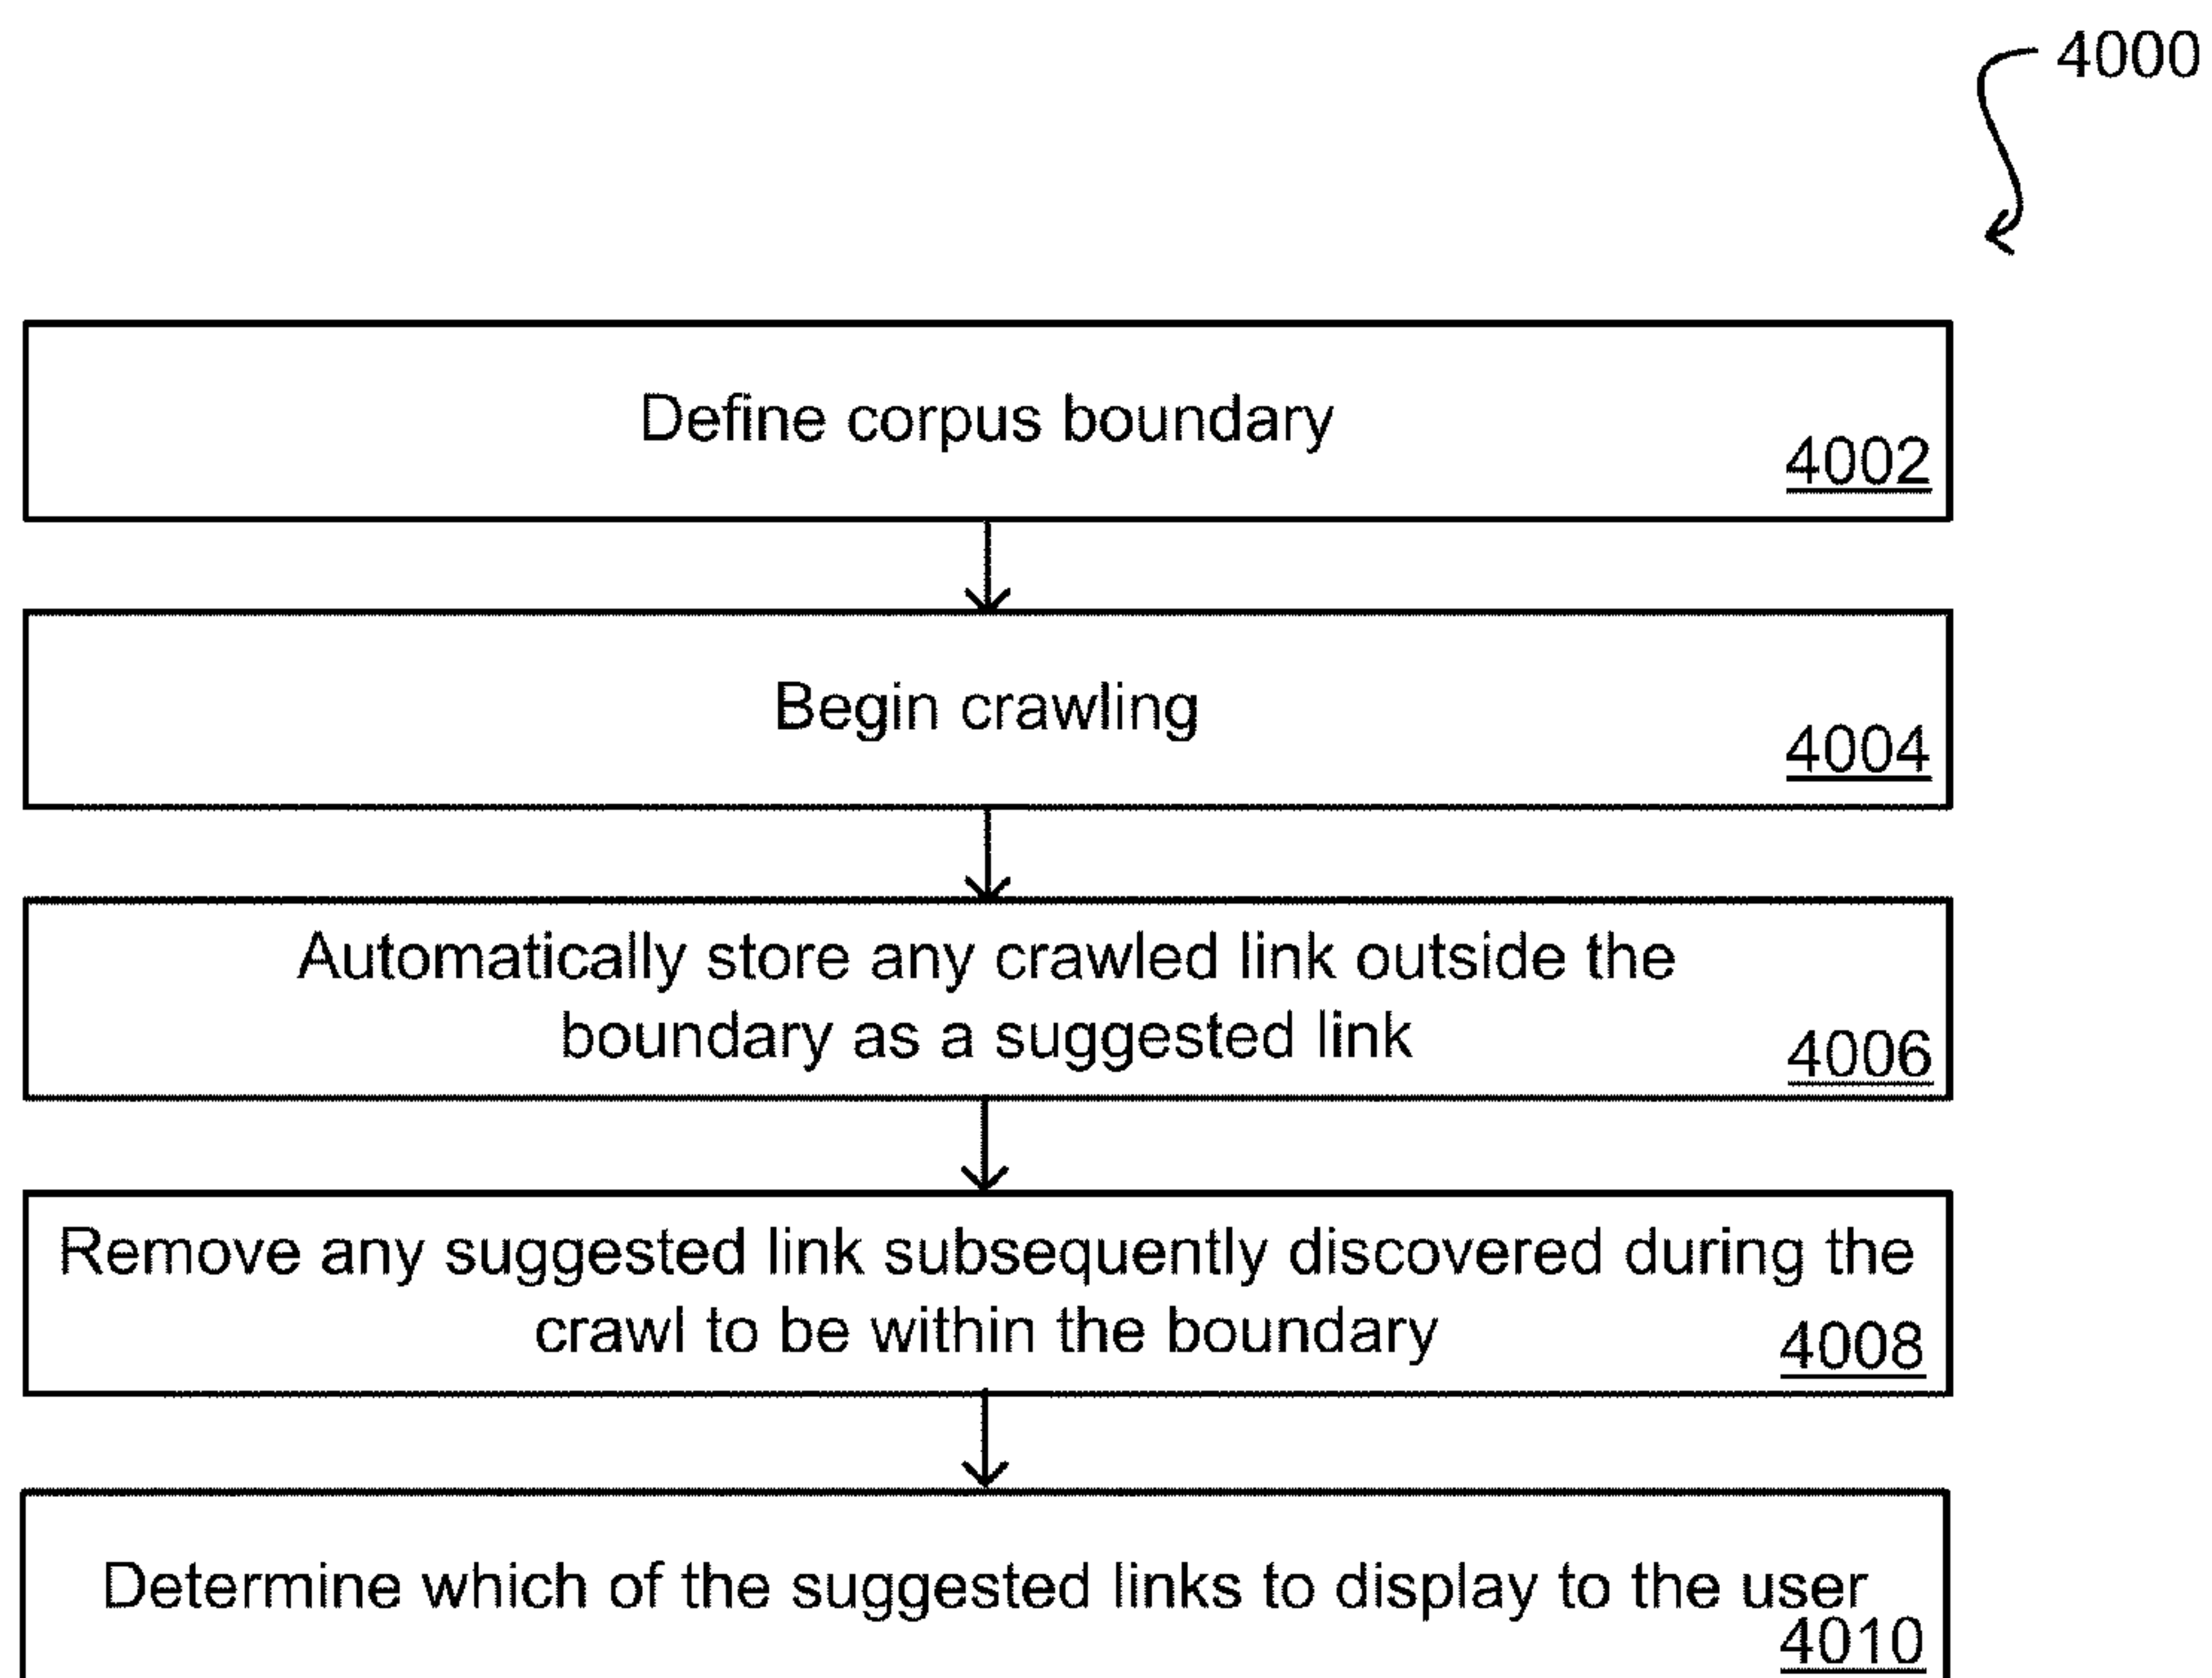 4000
Define corpus boundary
4002
Begin crawling
4004
Automatically store any crawled link outside the
boundary as a suggested link
4006
Remove any suggested link subsequently discovered during the
crawl to be within the boundary
4008
Determine which of the suggested links to display to the user
4010